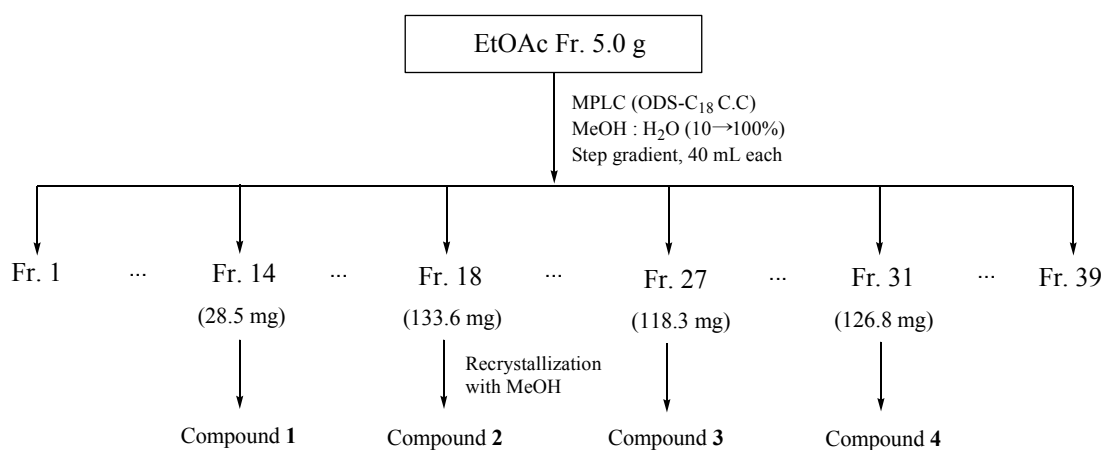 EtOAc Fr. 5.0 g
MPLC (ODS-C₁₈ C.C)
MeOH : H₂O (10→100%)
Step gradient, 40 mL each
Fr. 1 ... Fr. 14 ... Fr. 18 ... Fr. 27 ... Fr. 31 ... Fr. 39
(28.5 mg) (133.6 mg) (118.3 mg) (126.8 mg)
Recrystallization
with MeOH
Compound 1 Compound 2 Compound 3 Compound 4